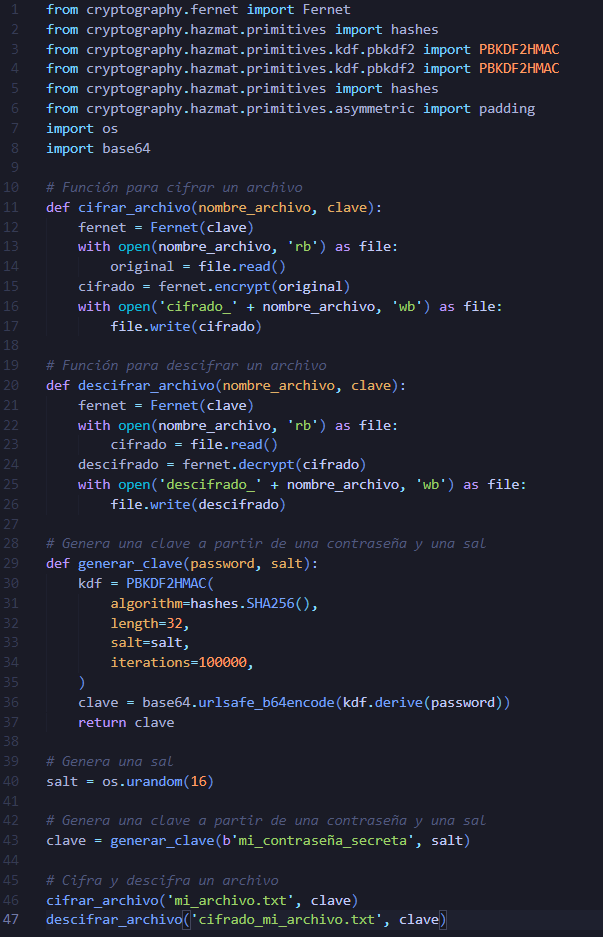 1 from cryptography.fernet import Fernet
2 from cryptography.hazmat.primitives import hashes
3 from cryptography.hazmat.primitives.kdf.pbkdf2 import PBKDF2HMAC
4 from cryptography.hazmat.primitives.kdf.pbkdf2 import PBKDF2HMAC
5 from cryptography.hazmat.primitives import hashes
6 from cryptography.hazmat.primitives.asymmetric import padding
7 import os
8 import base64
9
10 # Función para cifrar un archivo
11 def cifrar_archivo(nombre_archivo, clave):
12     fernet = Fernet(clave)
13     with open(nombre_archivo, 'rb') as file:
14         original = file.read()
15     cifrado = fernet.encrypt(original)
16     with open('cifrado_' + nombre_archivo, 'wb') as file:
17         file.write(cifrado)
18
19 # Función para descifrar un archivo
20 def descifrar_archivo(nombre_archivo, clave):
21     fernet = Fernet(clave)
22     with open(nombre_archivo, 'rb') as file:
23         cifrado = file.read()
24     descifrado = fernet.decrypt(cifrado)
25     with open('descifrado_' + nombre_archivo, 'wb') as file:
26         file.write(descifrado)
27
28 # Genera una clave a partir de una contraseña y una sal
29 def generar_clave(password, salt):
30     kdf = PBKDF2HMAC(
31         algorithm=hashes.SHA256(),
32         length=32,
33         salt=salt,
34         iterations=100000,
35     )
36     clave = base64.urlsafe_b64encode(kdf.derive(password))
37     return clave
38
39 # Genera una sal
40 salt = os.urandom(16)
41
42 # Genera una clave a partir de una contraseña y una sal
43 clave = generar_clave(b'mi_contraseña_secreta', salt)
44
45 # Cifra y descifra un archivo
46 cifrar_archivo('mi_archivo.txt', clave)
47 descifrar_archivo('cifrado_mi_archivo.txt', clave)